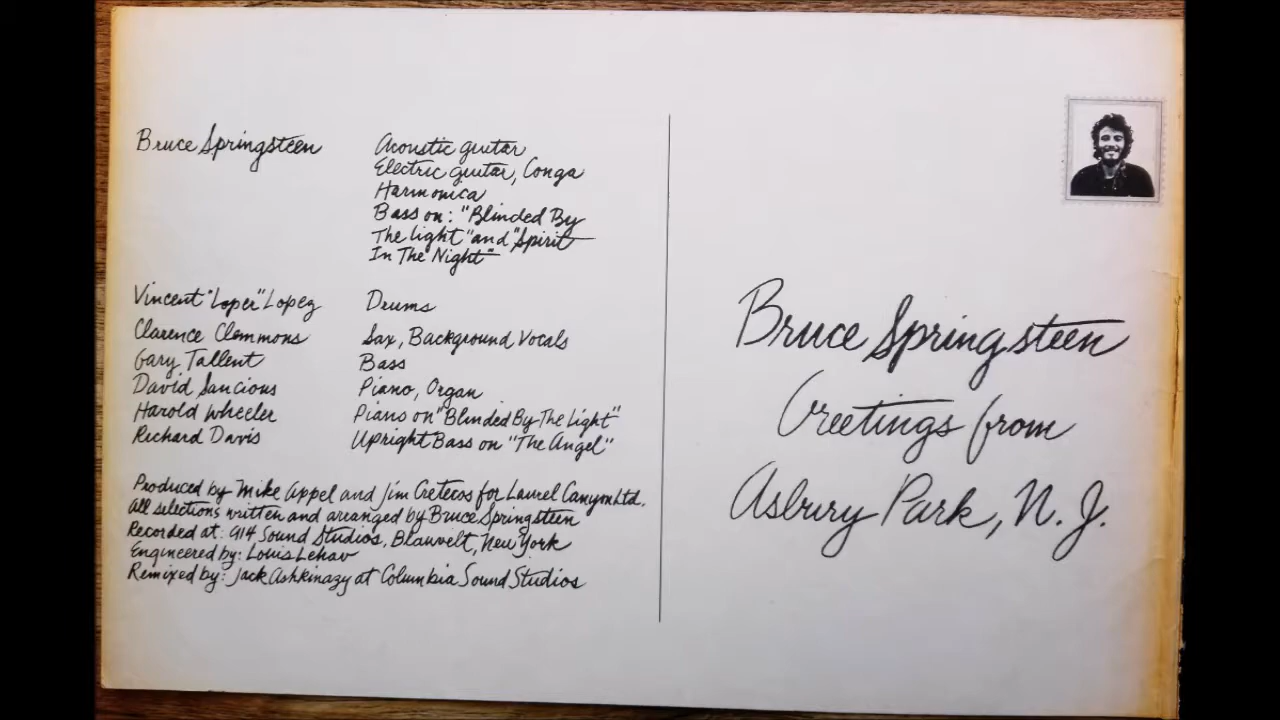 Bruce Springsteen
Acoustic guitar
Electric guitar, Conga
Harmonica
Bass on: "Blinded By
The Light" and "Spirit
In The Night"
Vincent "Loper" Lopez Drums
Clarence Clemmons Sax, Background Vocals
Gary Tallent Bass
David Sancious Piano, Organ
Harold Wheeler Piano on "Blinded By The Light"
Richard Davis Upright Bass on "The Angel"
Produced by Mike Appel and Jim Cretecos for Laurel Canyon Ltd.
All selections written and arranged by Bruce Springsteen
Recorded at: 914 Sound Studios, Blauvelt, New York
Engineered by: Louis Lehav
Remixed by: Jack Ashkinazy at Columbia Sound Studios
Bruce Springsteen
Greetings from
Asbury Park, N.J.